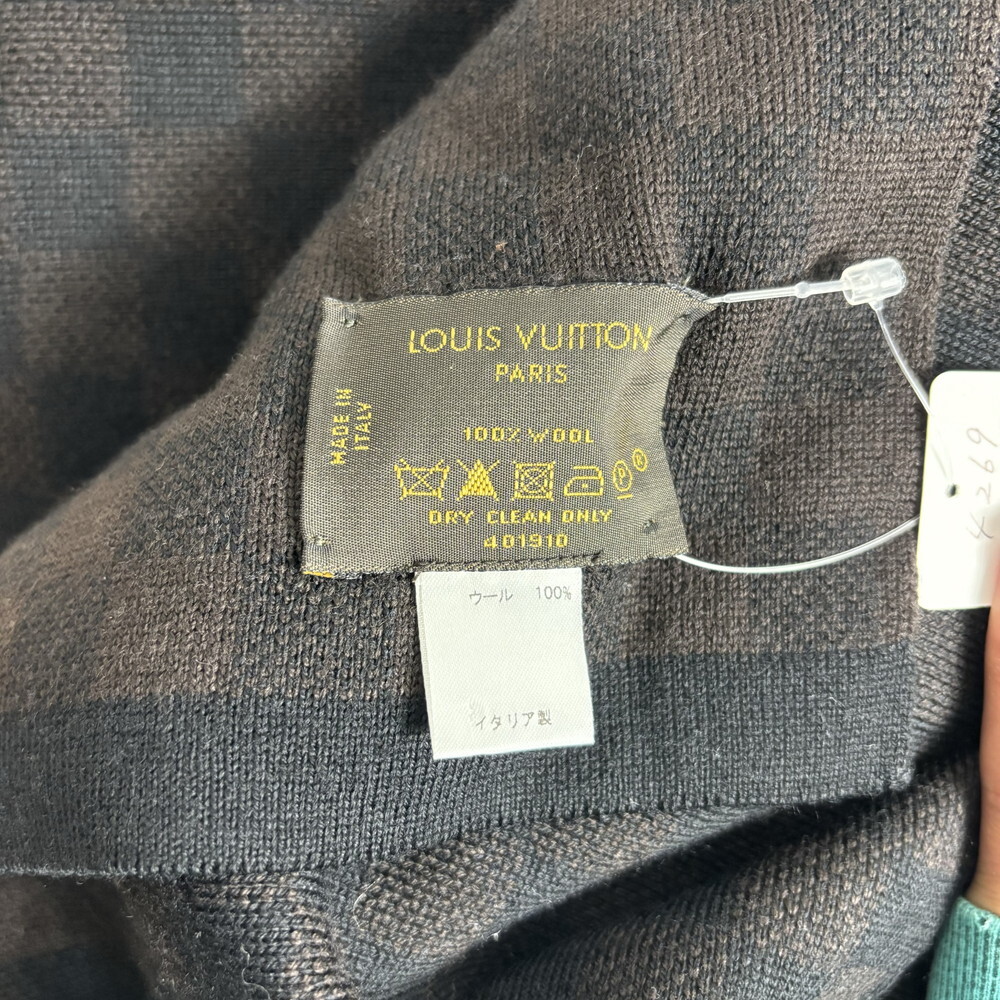 LOUIS VUITTON
PARIS
MADE IN
ITALY
100% WOOL
P R
DRY CLEAN ONLY
401910
ウール 100%
イタリア製
4269